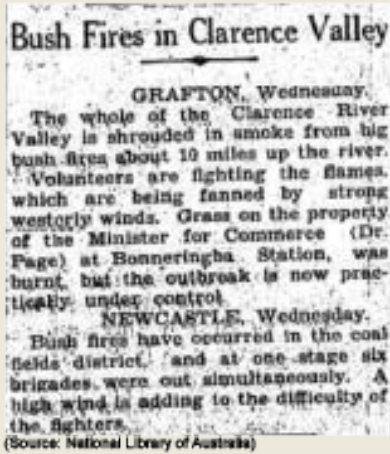 Bush Fires in Clarence Valley
GRAFTON, Wednesday.
The whole of the Clarence River
Valley is shrouded in smoke from big
bush fires about 10 miles up the river.
Volunteers are fighting the flames,
which are being fanned by strong
westerly winds. Grass on the property
of the Minister for Commerce (Dr.
Page) at Bonneringba Station, was
burnt, but the outbreak is now prac-
tically under control.
NEWCASTLE, Wednesday.
Bush fires have occurred in the coal
fields district, and at one stage six
brigades were out simultaneously. A
high wind is adding to the difficulty of
the fighters.
(Source: National Library of Australia)